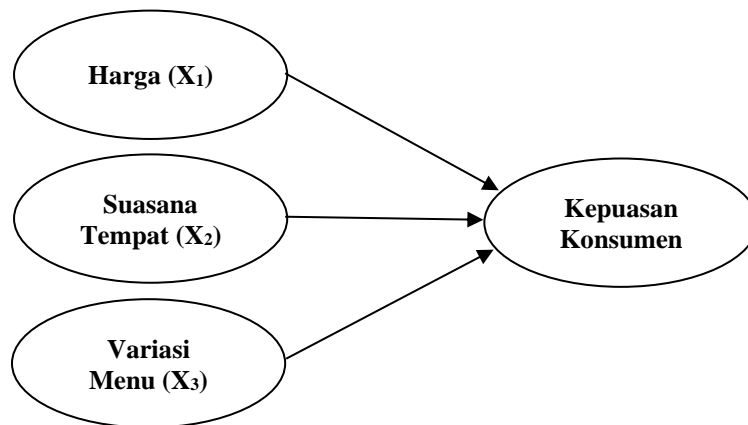 Harga (X₁)
Suasana
Tempat (X₂)
Kepuasan
Konsumen
Variasi
Menu (X₃)